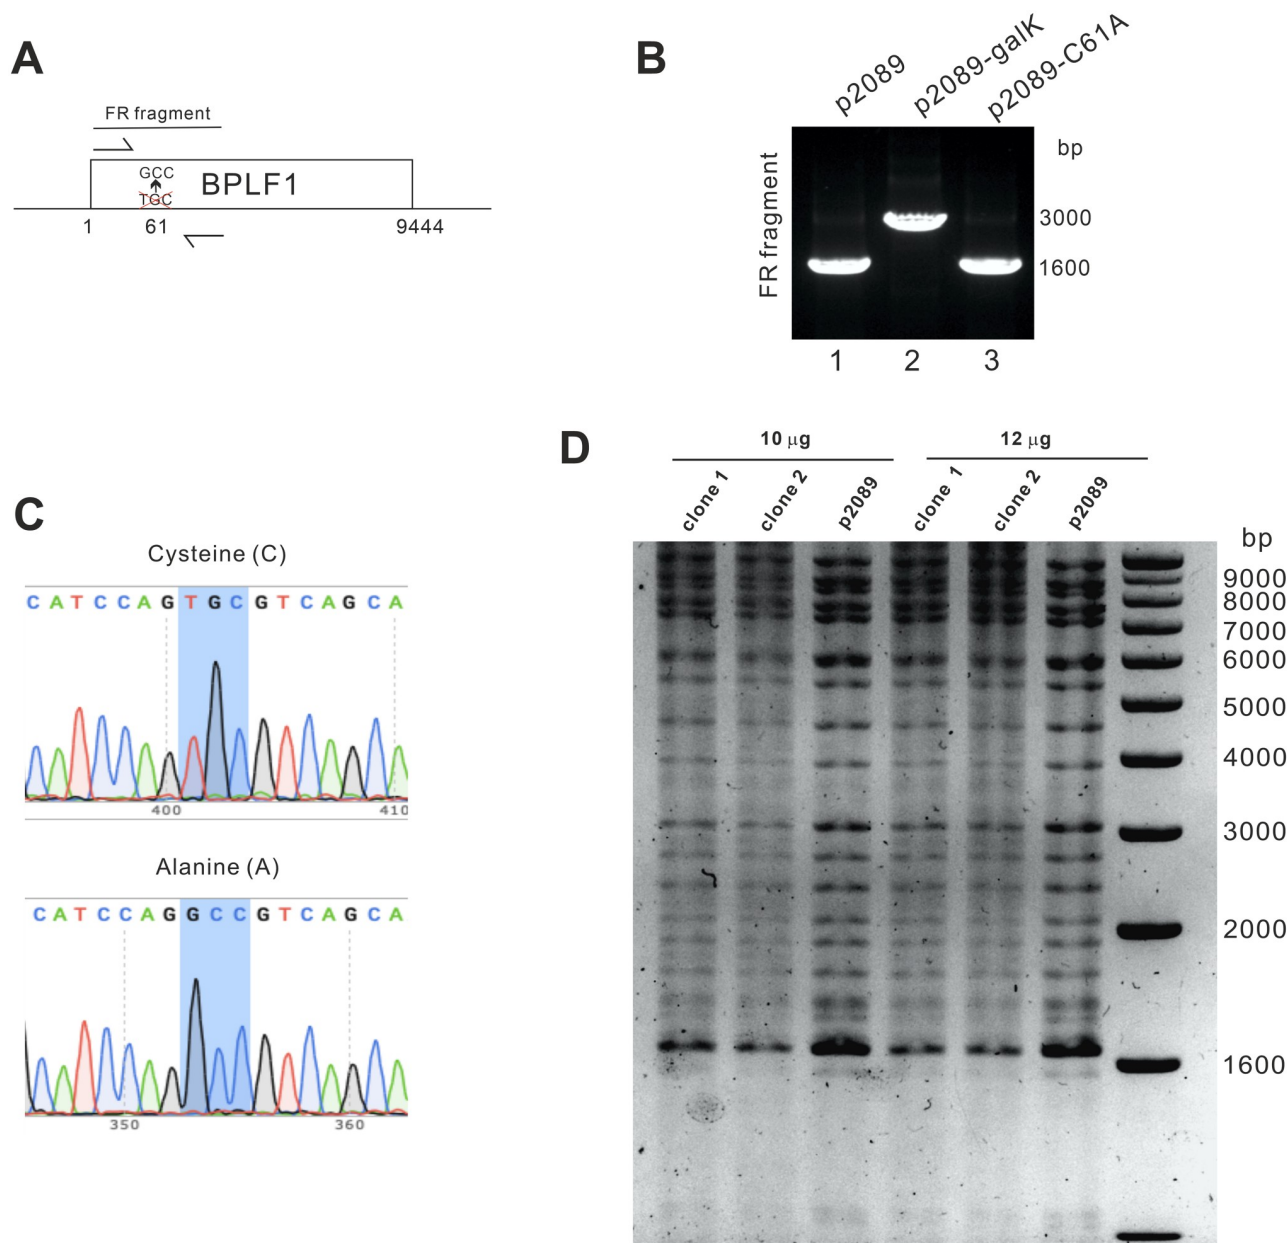 A
FR fragment
GCC
TGC
BPLF1
1
61
9444
B
p2089
p2089-galK
p2089-C61A
FR fragment
bp
3000
1600
1
2
3
C
Cysteine (C)
CATCCAGTGCGTCAGCA
400
410
Alanine (A)
CATCCAGGCCGTCAGCA
350
360
D
10 μg
12 μg
clone 1
clone 2
p2089
clone 1
clone 2
p2089
bp
9000
8000
7000
6000
5000
4000
3000
2000
1600